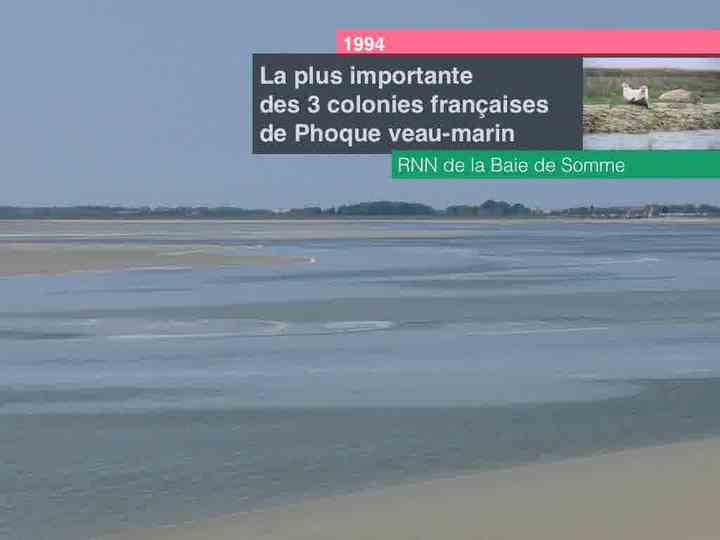 1994
La plus importante
des 3 colonies françaises
de Phoque veau-marin
RNN de la Baie de Somme